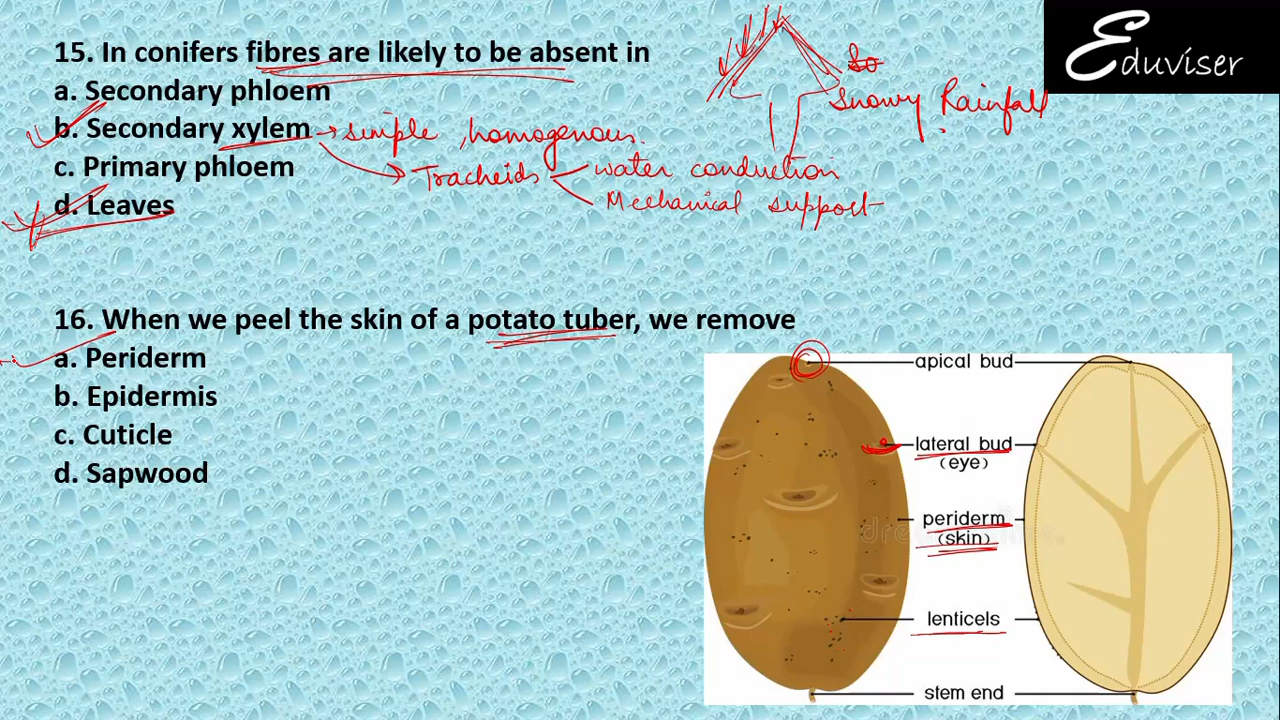 15. In conifers fibres are likely to be absent in
a. Secondary phloem
b. Secondary xylem → simple, homogenous.
c. Primary phloem
d. Leaves
Tracheids
water conduction
Mechanical support
So
Snowy Rainfall
Eduviser
16. When we peel the skin of a potato tuber, we remove
a. Periderm
b. Epidermis
c. Cuticle
d. Sapwood
apical bud
lateral bud
(eye)
periderm
(skin)
lenticels
stem end